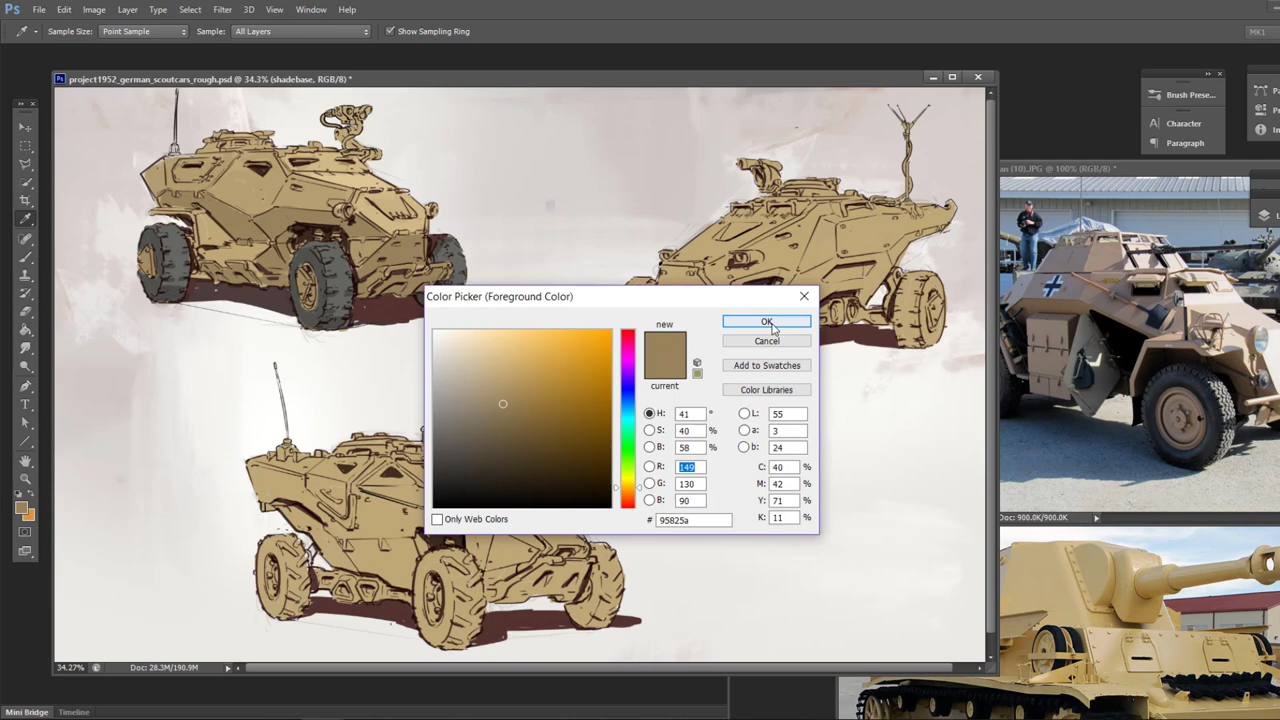 Ps File Edit Image Layer Type Select Filter 3D View Window Help
Sample Size: Point Sample Sample: All Layers Show Sampling Ring MK1
project1952_german_scoutcars_rough.psd @ 34.3% (shadebase, RGB/8) *
Brush Prese...
Character
Paragraph
an (10).JPG @ 100% (RGB/8) *
Color Picker (Foreground Color)
new
OK
Cancel
Add to Swatches
current
Color Libraries
H: 41 ° L: 55
S: 40 % a: 3
B: 58 % b: 24
R: 149 C: 40 %
G: 130 M: 42 %
B: 90 Y: 71 %
Only Web Colors # 95825a K: 11 %
Doc: 900.0K/900.0K
34.27% Doc: 28.3M/190.9M
Mini Bridge Timeline